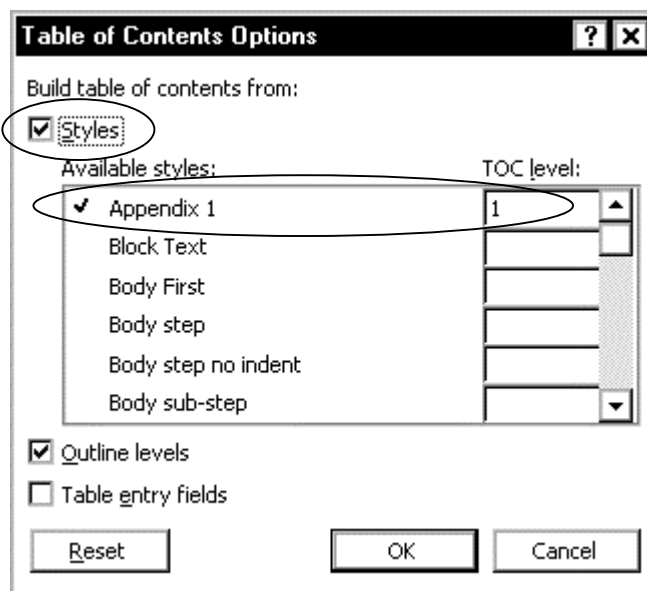 Table of Contents Options
Build table of contents from:
Styles
Available styles: TOC level:
Appendix 1 1
Block Text
Body First
Body step
Body step no indent
Body sub-step
Outline levels
Table entry fields
Reset OK Cancel